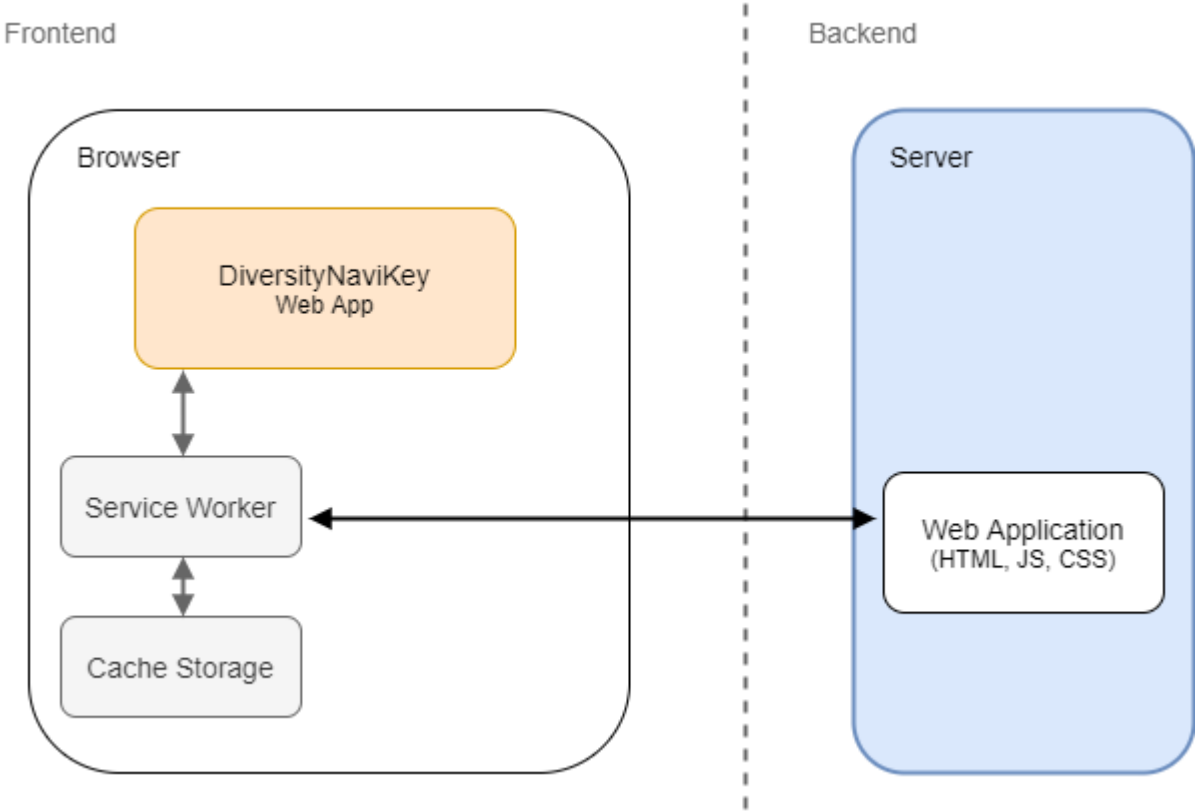 Frontend
Backend
Browser
Server
DiversityNaviKey
Web App
Service Worker
Web Application
(HTML, JS, CSS)
Cache Storage